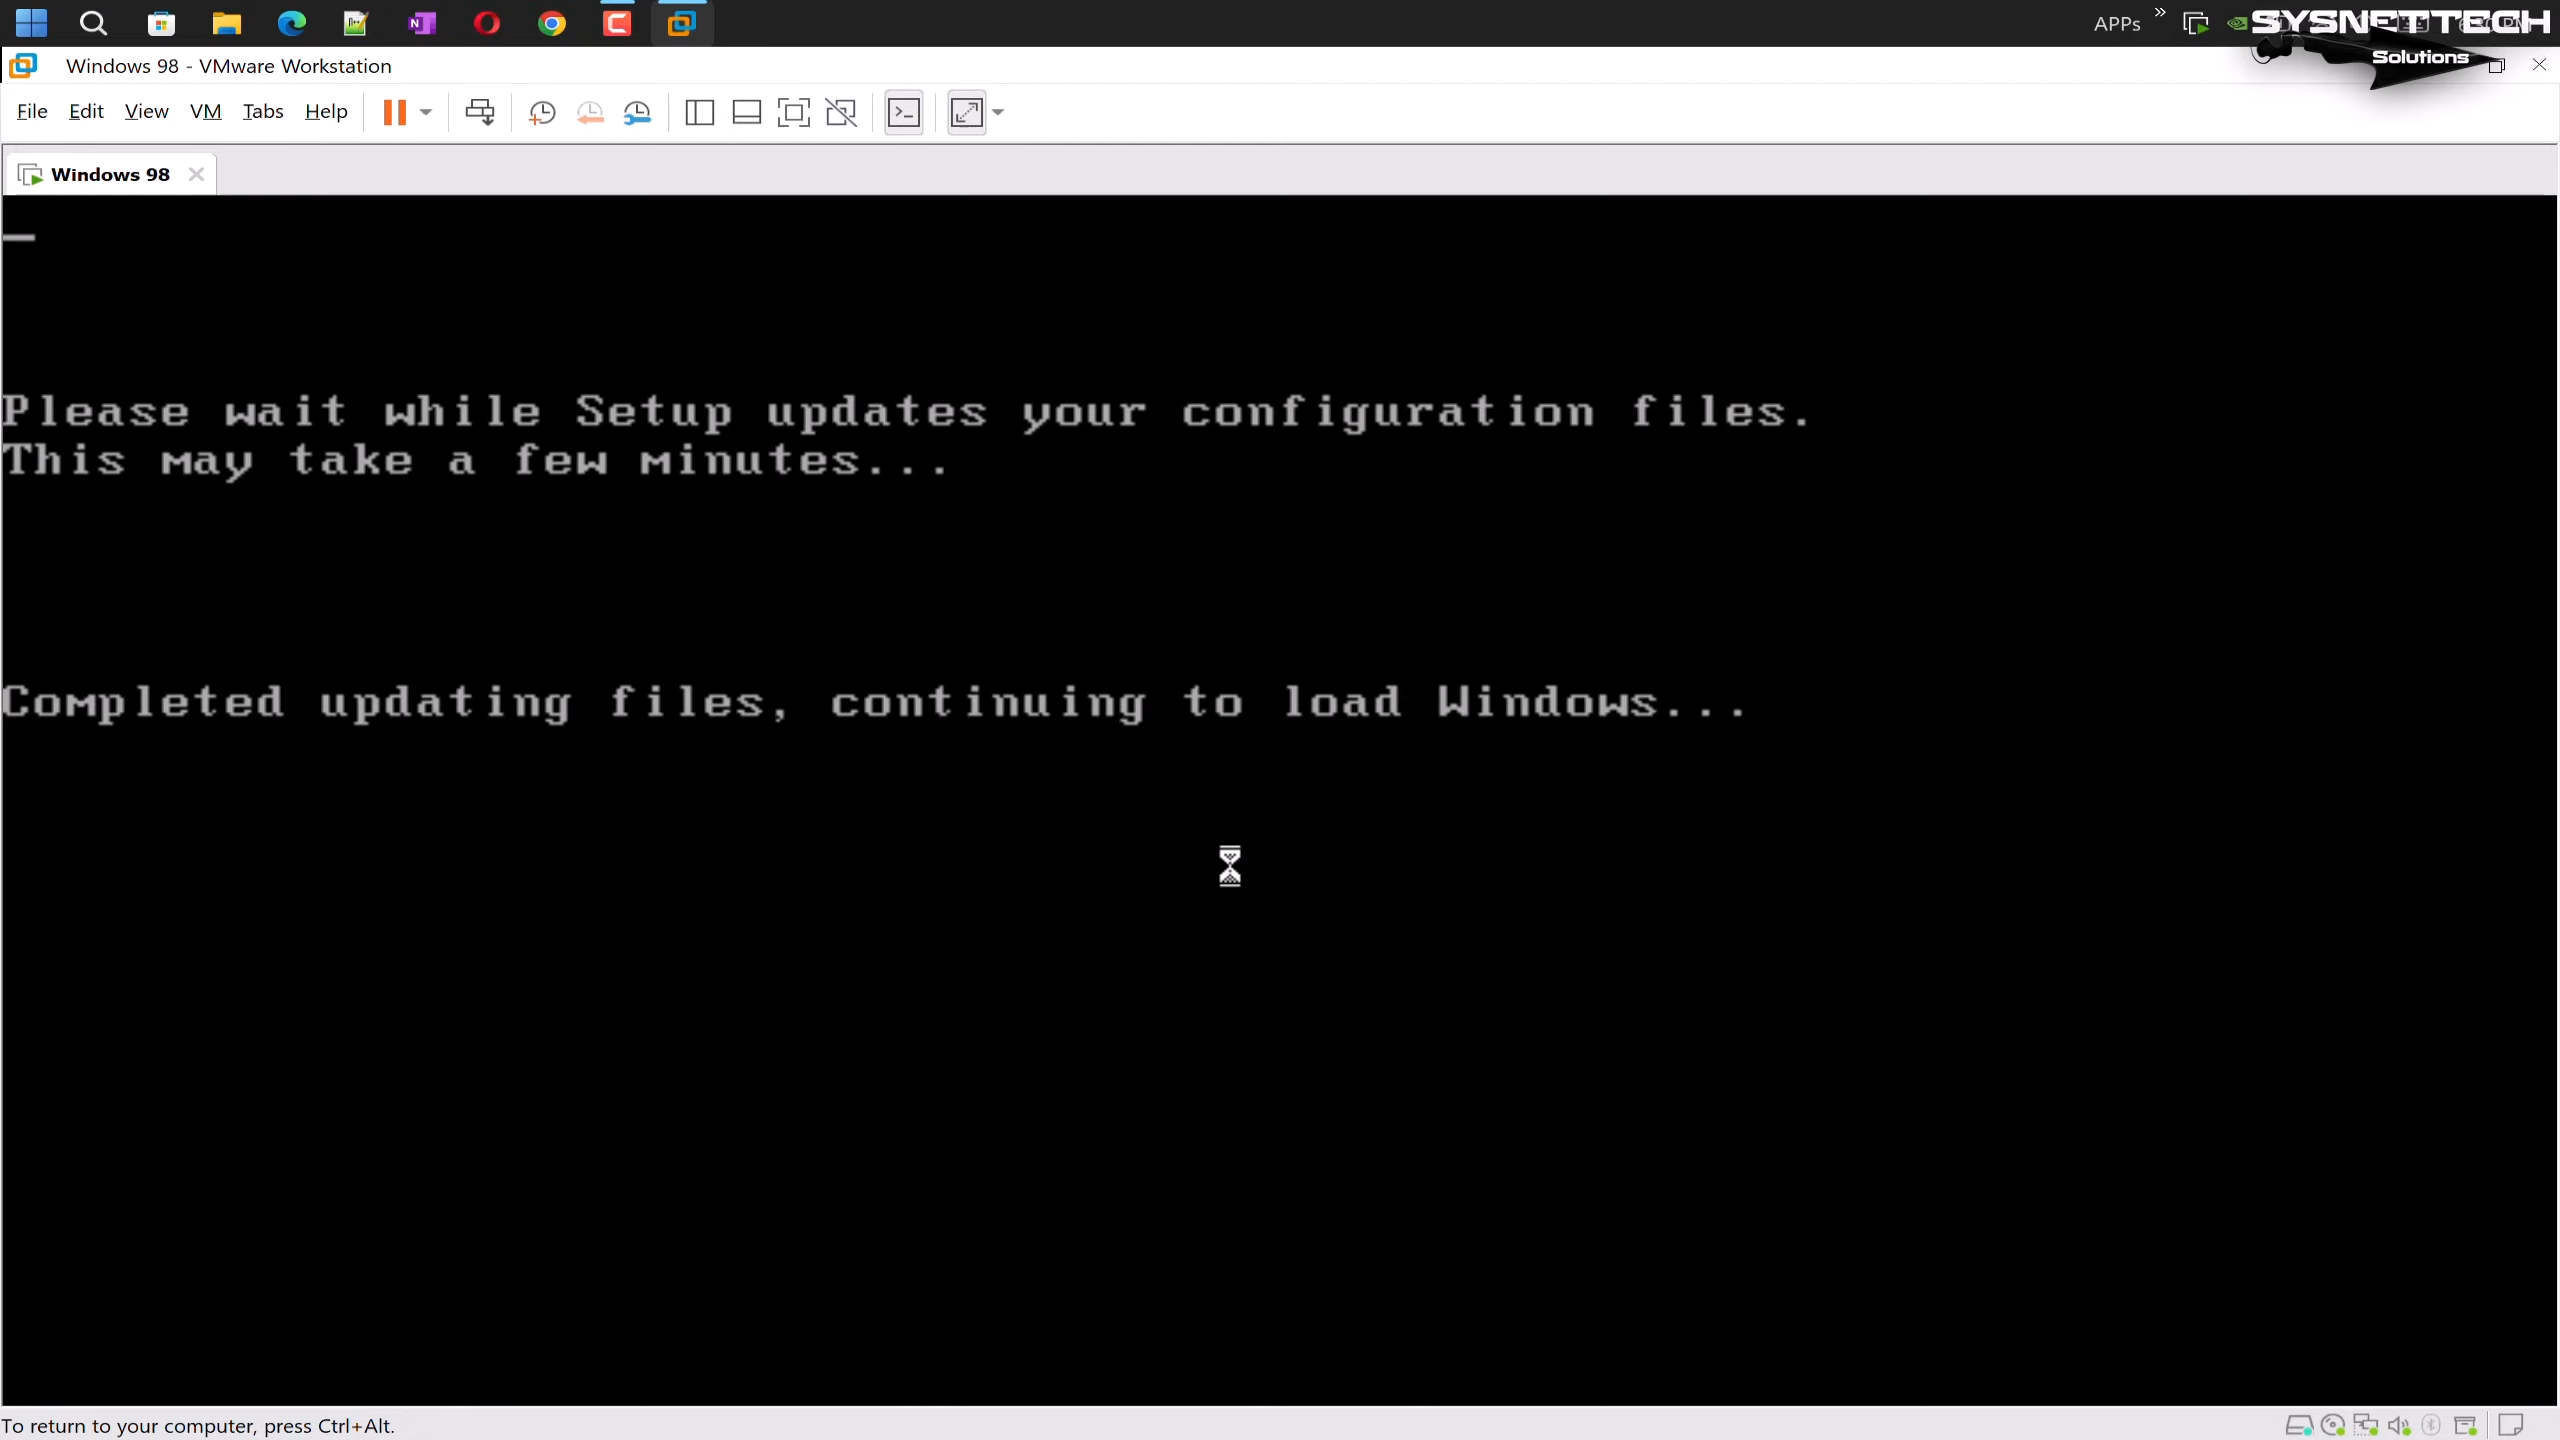 APPs
SYSNETTECH
Solutions
Windows 98 - VMware Workstation
File Edit View VM Tabs Help
Windows 98
Please wait while Setup updates your configuration files.
This may take a few minutes...
Completed updating files, continuing to load Windows...
To return to your computer, press Ctrl+Alt.